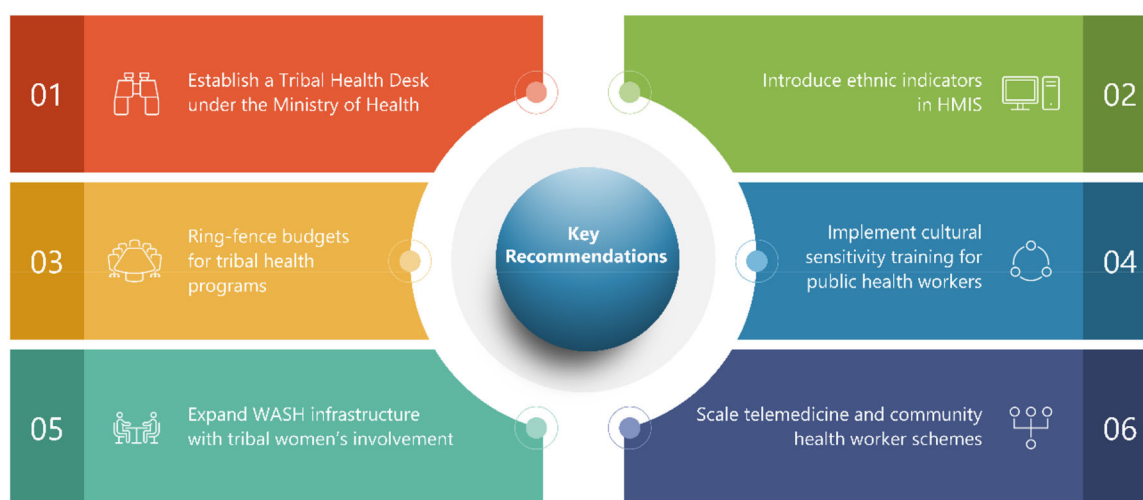 01
Establish a Tribal Health Desk
under the Ministry of Health
Introduce ethnic indicators
in HMIS
02
03
Ring-fence budgets
for tribal health
programs
Key
Recommendations
Implement cultural
sensitivity training for
public health workers
04
05
Expand WASH infrastructure
with tribal women's involvement
Scale telemedicine and community
health worker schemes
06